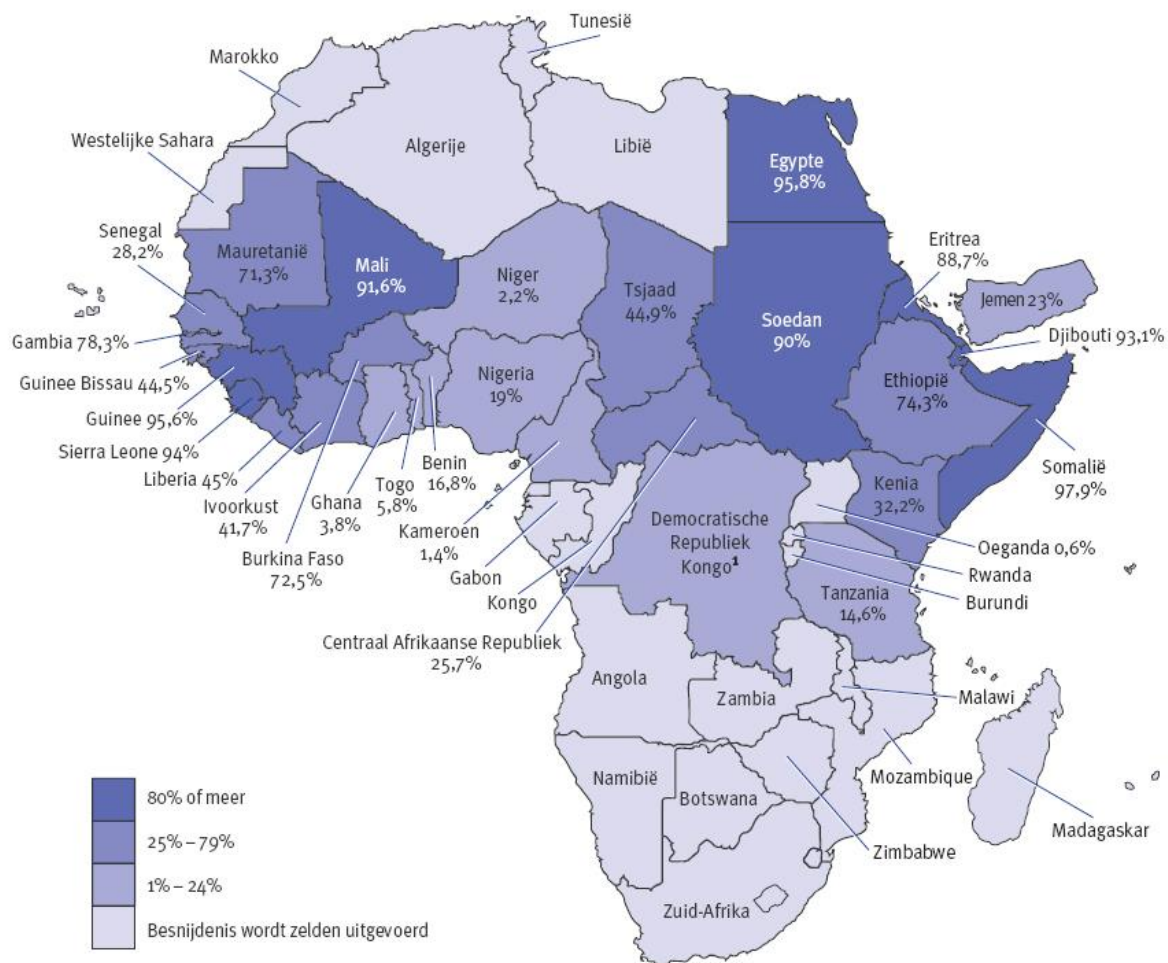 Tunesië
Marokko
Westelijke Sahara
Algerije
Libië
Egypte
95,8%
Senegal
28,2%
Mauretanië
71,3%
Mali
91,6%
Niger
2,2%
Tsjaad
44,9%
Soedan
90%
Eritrea
88,7%
Jemen 23%
Djibouti 93,1%
Gambia 78,3%
Guinee Bissau 44,5%
Guinee 95,6%
Sierra Leone 94%
Liberia 45%
Ivoorkust
41,7%
Burkina Faso
72,5%
Ghana
3,8%
Togo
5,8%
Benin
16,8%
Nigeria
19%
Kameroen
1,4%
Gabon
Kongo
Centraal Afrikaanse Republiek
25,7%
Democratische
Republiek
Kongo¹
Ethiopië
74,3%
Somalië
97,9%
Kenia
32,2%
Oeganda 0,6%
Rwanda
Burundi
Tanzania
14,6%
Angola
Zambia
Malawi
Mozambique
Madagaskar
Zimbabwe
Namibië
Botswana
Zuid-Afrika
80% of meer
25% – 79%
1% – 24%
Besnijdenis wordt zelden uitgevoerd